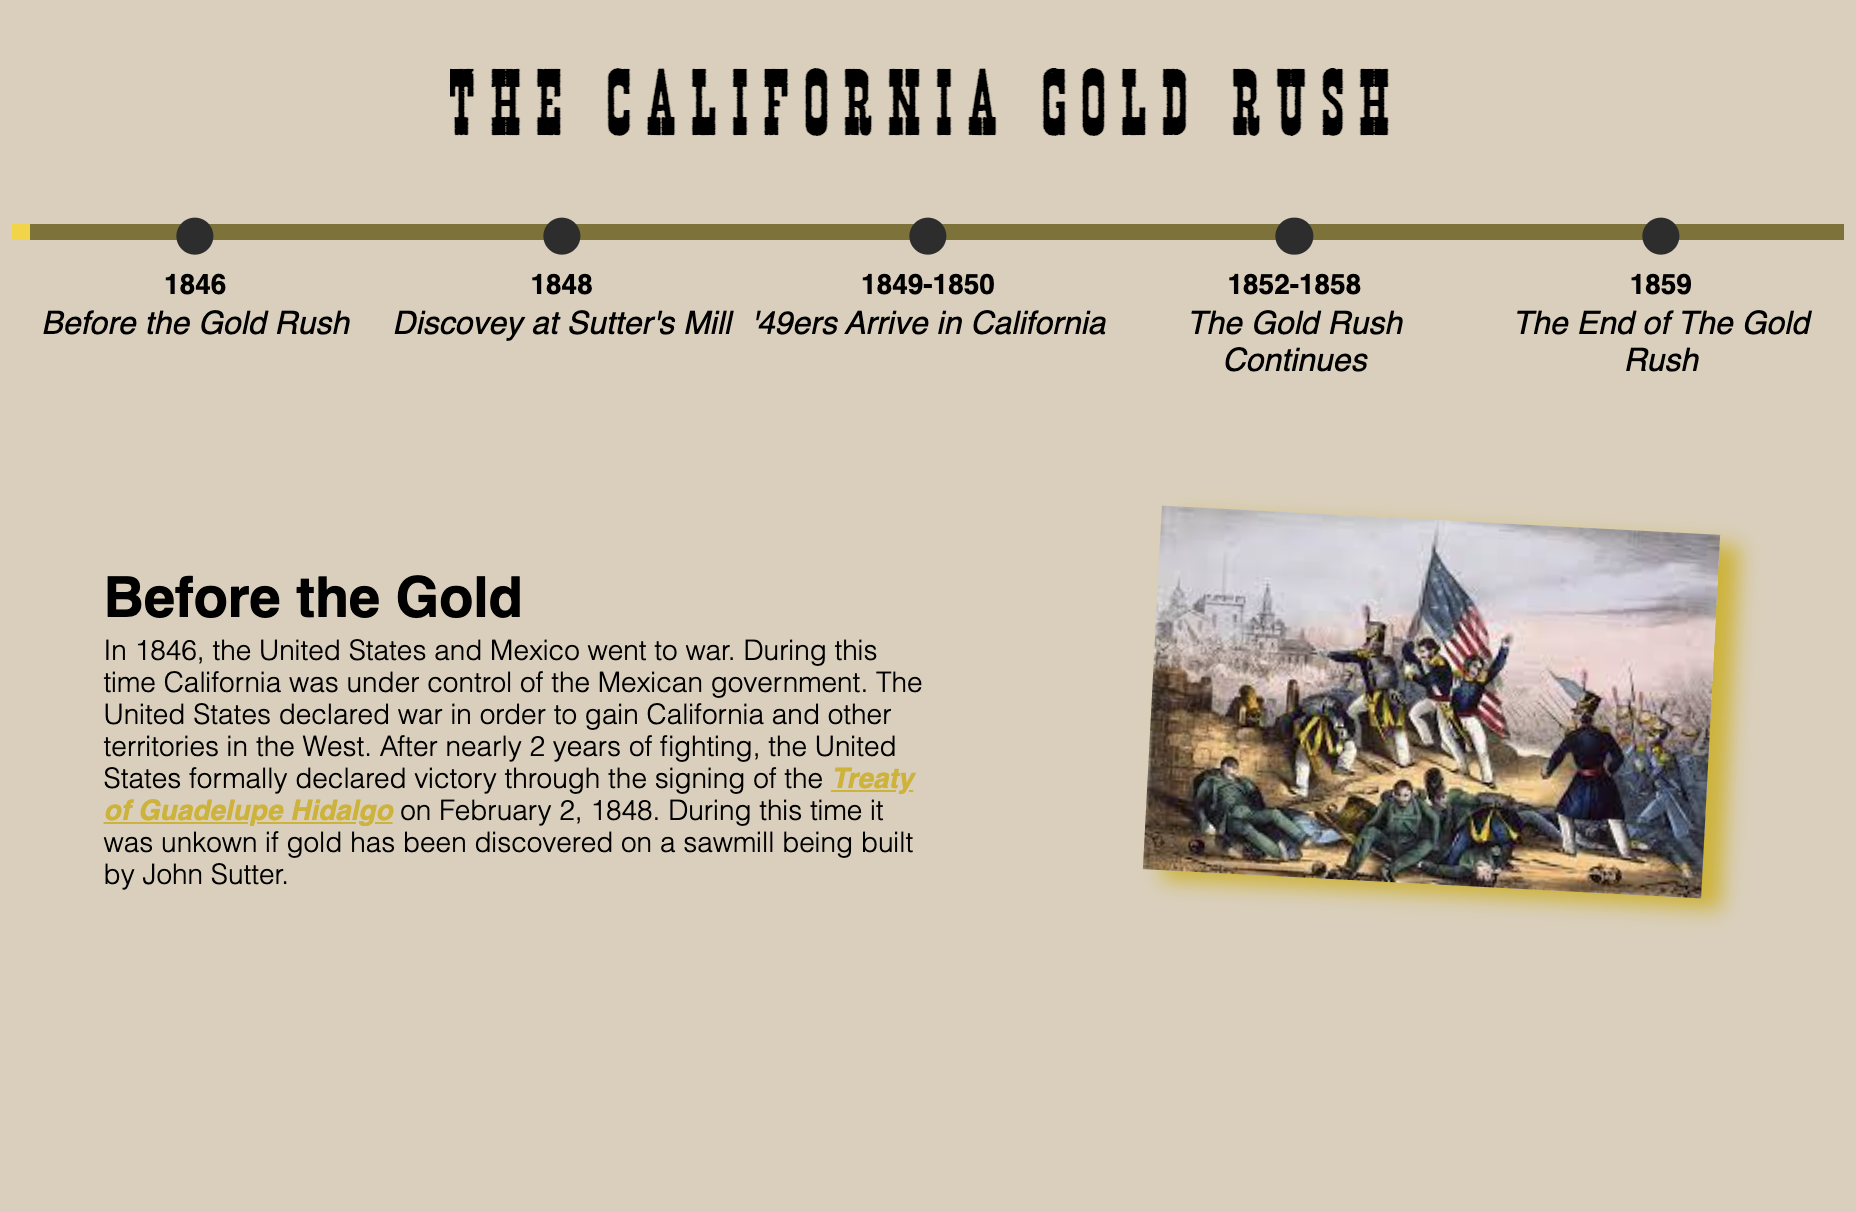 THE CALIFORNIA GOLD RUSH
1846
Before the Gold Rush
1848
Discovey at Sutter's Mill
1849-1850
'49ers Arrive in California
1852-1858
The Gold Rush
Continues
1859
The End of The Gold
Rush
Before the Gold
In 1846, the United States and Mexico went to war. During this
time California was under control of the Mexican government. The
United States declared war in order to gain California and other
territories in the West. After nearly 2 years of fighting, the United
States formally declared victory through the signing of the Treaty
of Guadelupe Hidalgo on February 2, 1848. During this time it
was unkown if gold has been discovered on a sawmill being built
by John Sutter.